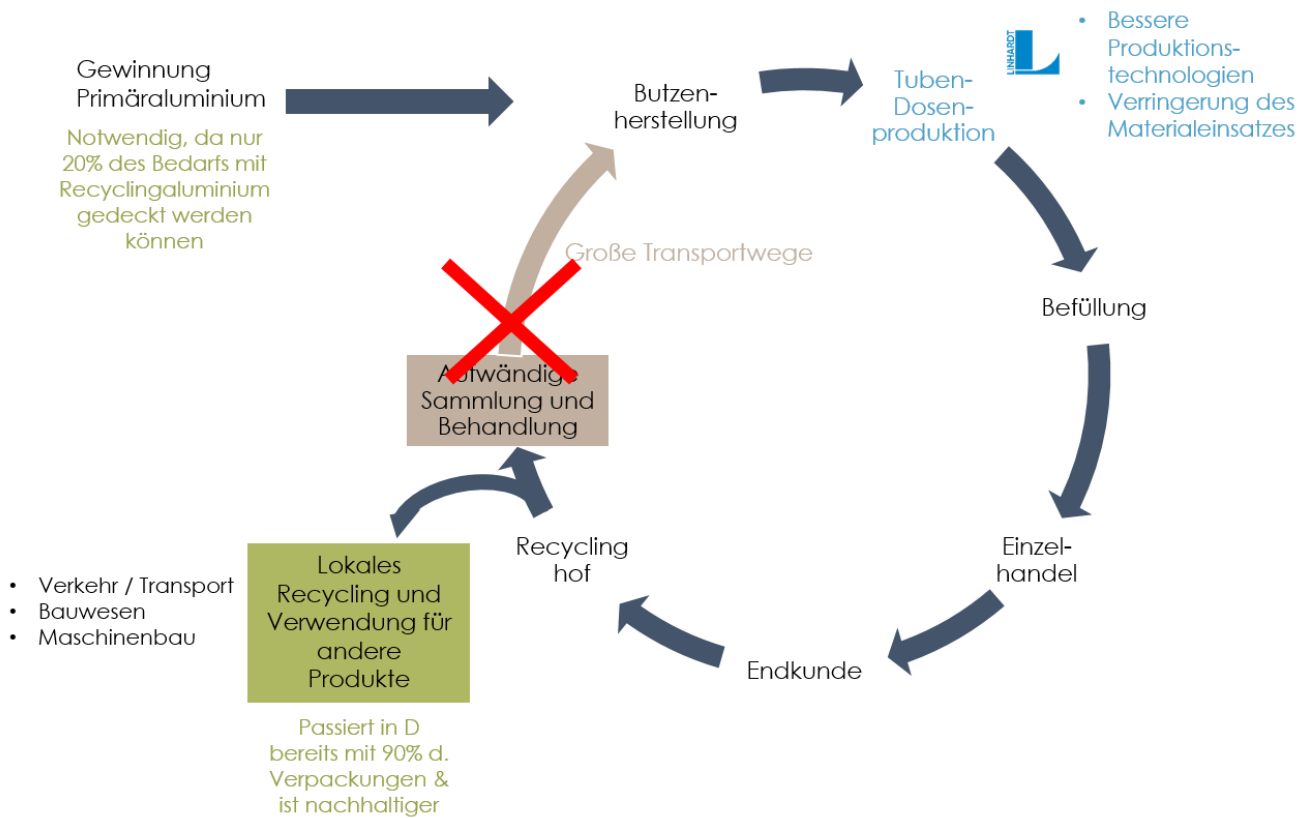 Gewinnung
Primäraluminium
Notwendig, da nur
20% des Bedarfs mit
Recyclingaluminium
gedeckt werden
können
Butzen-
herstellung
Tuben-
Dosen-
produktion
LINHARDT
• Bessere
Produktions-
technologien
• Verringerung des
Materialeinsatzes
Große Transportwege
Befüllung
Aufwändige
Sammlung und
Behandlung
Einzel-
handel
Recycling
hof
Endkunde
Lokales
Recycling und
Verwendung für
andere
Produkte
• Verkehr / Transport
• Bauwesen
• Maschinenbau
Passiert in D
bereits mit 90% d.
Verpackungen &
ist nachhaltiger